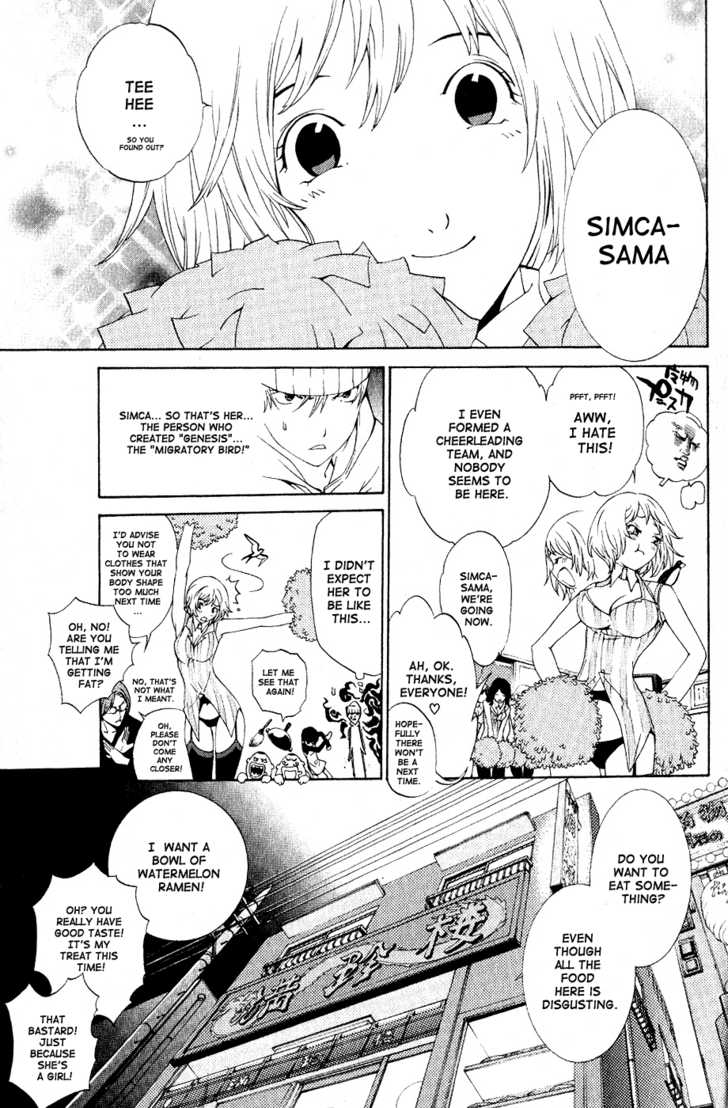 SIMCA-
SAMA
TEE
HEE
...
SO YOU
FOUND OUT?
PFFT, PFFT!
AWW,
I HATE
THIS!
I EVEN
FORMED A
CHEERLEADING
TEAM, AND
NOBODY
SEEMS TO
BE HERE.
SIMCA-
SAMA,
WE'RE
GOING
NOW.
AH, OK.
THANKS,
EVERYONE!
♡
HOPE-
FULLY
THERE
WON'T
BE A
NEXT
TIME.
SIMCA... SO THAT'S HER...
THE PERSON WHO
CREATED "GENESIS"...
THE "MIGRATORY BIRD!"
I DIDN'T
EXPECT
HER TO
BE LIKE
THIS...
I'D ADVISE
YOU NOT
TO WEAR
CLOTHES THAT
SHOW YOUR
BODY SHAPE
TOO MUCH
NEXT TIME
...
OH, NO!
ARE YOU
TELLING ME
THAT I'M
GETTING
FAT?
NO, THAT'S
NOT WHAT
I MEANT.
LET ME
SEE THAT
AGAIN!
OH,
PLEASE
DON'T
COME
ANY
CLOSER!
DO YOU
WANT TO
EAT SOME-
THING?
EVEN
THOUGH
ALL THE
FOOD
HERE IS
DISGUSTING.
I WANT A
BOWL OF
WATERMELON
RAMEN!
OH? YOU
REALLY HAVE
GOOD TASTE!
IT'S MY
TREAT THIS
TIME!
THAT
BASTARD!
JUST
BECAUSE
SHE'S
A GIRL!